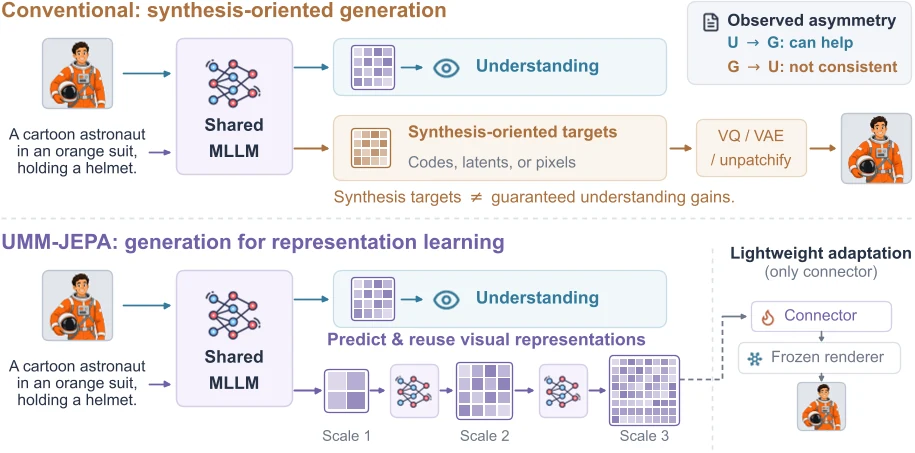 Conventional: synthesis-oriented generation
Observed asymmetry
U → G: can help
G → U: not consistent
A cartoon astronaut
in an orange suit,
holding a helmet.
Shared
MLLM
Understanding
Synthesis-oriented targets
Codes, latents, or pixels
VQ / VAE
/ unpatchify
Synthesis targets ≠ guaranteed understanding gains.
UMM-JEPA: generation for representation learning
A cartoon astronaut
in an orange suit,
holding a helmet.
Shared
MLLM
Understanding
Predict & reuse visual representations
Scale 1
Scale 2
Scale 3
Lightweight adaptation
(only connector)
Connector
Frozen renderer